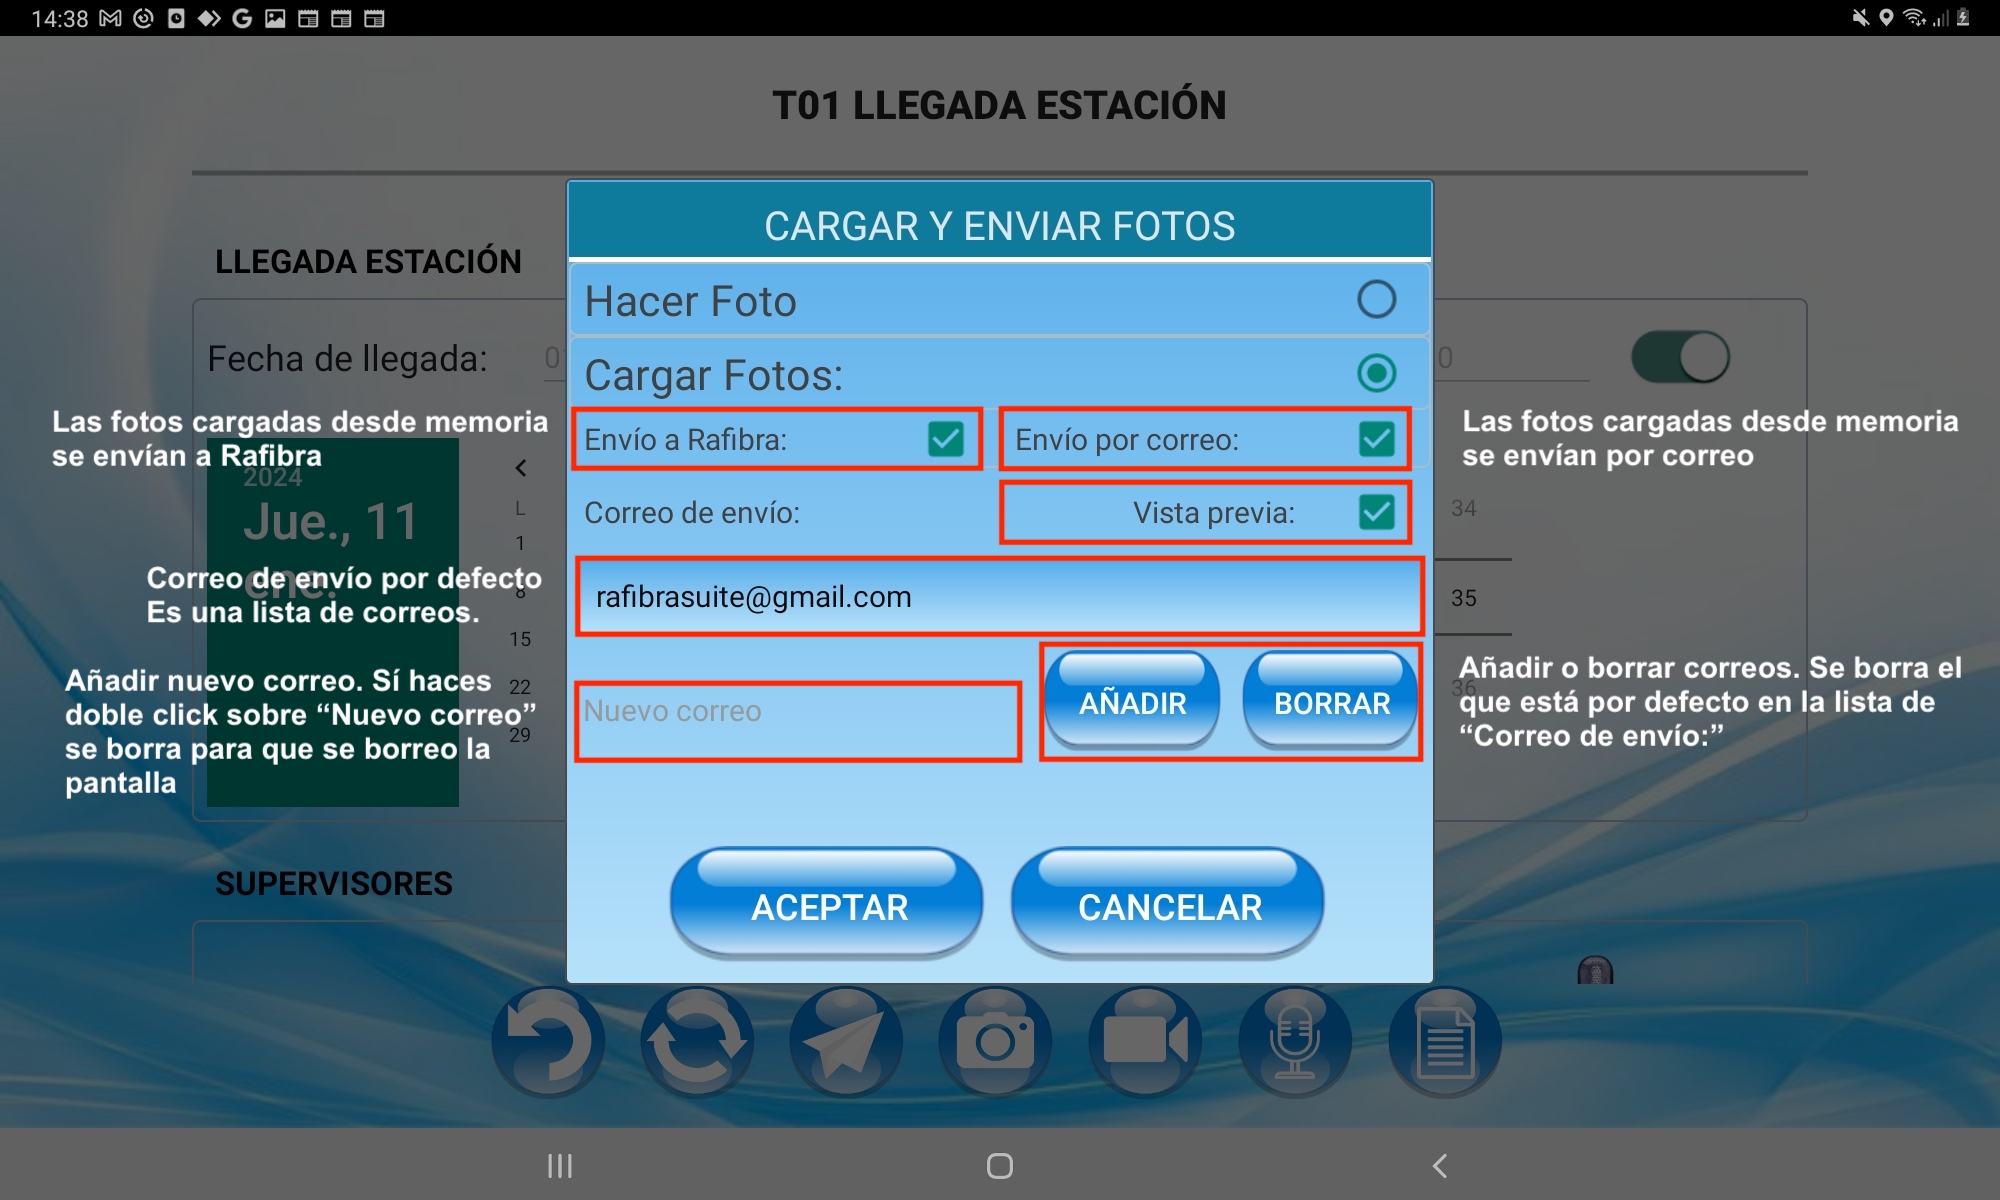 14:38
T01 LLEGADA ESTACIÓN
CARGAR Y ENVIAR FOTOS
LLEGADA ESTACIÓN
Hacer Foto
Fecha de llegada:
0
Cargar Fotos:
Las fotos cargadas desde memoria
se envían a Rafibra
Envío a Rafibra:
Envío por correo:
Las fotos cargadas desde memoria
se envían por correo
2024
Jue., 11
ene.
L
1
8
15
22
29
Correo de envío:
Vista previa:
34
35
36
Correo de envío por defecto
Es una lista de correos.
rafibrasuite@gmail.com
Añadir nuevo correo. Sí haces
doble click sobre “Nuevo correo”
se borra para que se borreo la
pantalla
Nuevo correo
AÑADIR
BORRAR
Añadir o borrar correos. Se borra el
que está por defecto en la lista de
“Correo de envío:”
SUPERVISORES
ACEPTAR
CANCELAR